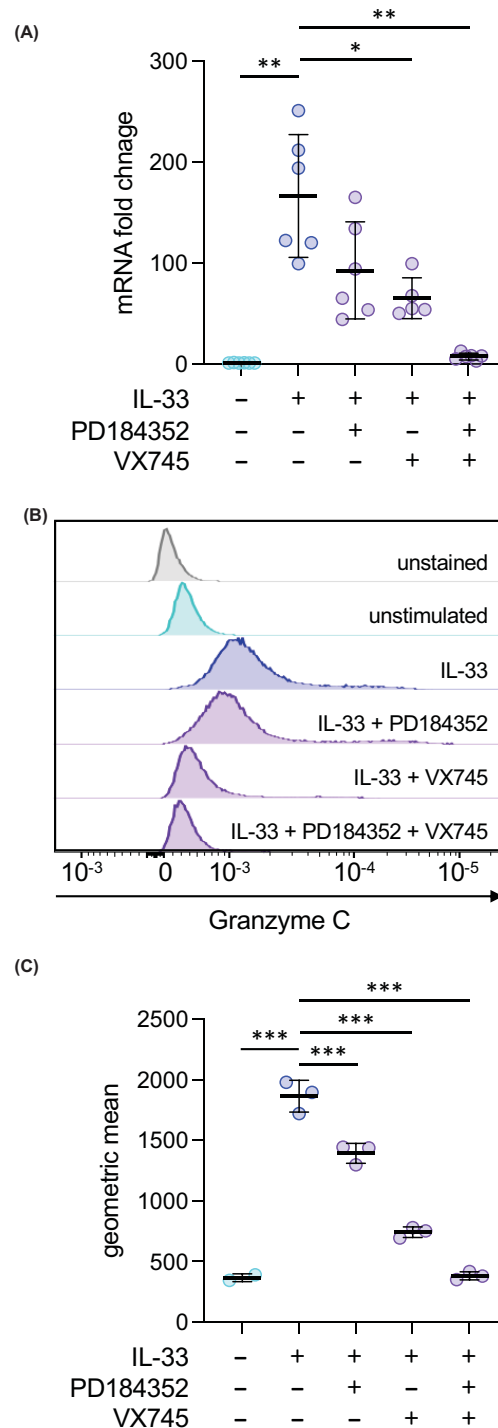 (A)
**
**
*
300
200
100
0
mRNA fold chnage
IL-33 – + + + +
PD184352 – – + – +
VX745 – – – + +
(B)
unstained
unstimulated
IL-33
IL-33 + PD184352
IL-33 + VX745
IL-33 + PD184352 + VX745
10-3 0 10-3 10-4 10-5
Granzyme C
(C)
***
***
***
***
2500
2000
1500
1000
500
0
geometric mean
IL-33 – + + + +
PD184352 – – + – +
VX745 – – – + +